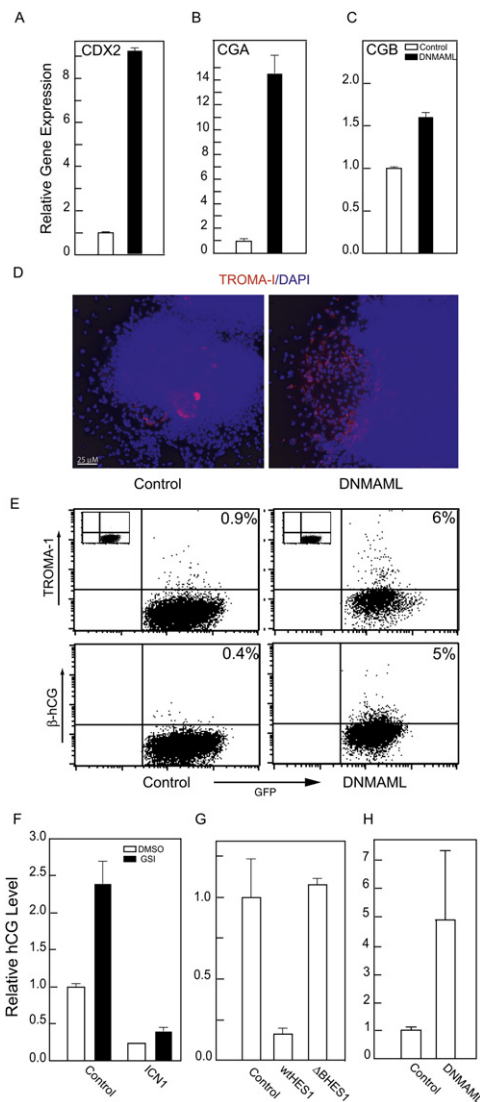 A
B
C
CDX2
CGA
CGB
Control
DNMAML
Relative Gene Expression
8
6
4
2
1
0
14
12
10
8
6
4
2
0
2.0
1.5
1.0
0.5
0.0
D
TROMA-I/DAPI
25 µM
Control
DNMAML
E
TROMA-1
0.9%
6%
β-hCG
0.4%
5%
Control
GFP
DNMAML
F
G
H
DMSO
GSI
Relative hCG Level
3.0
2.5
2.0
1.5
1.0
0.5
0.0
Control
ICN1
1.0
0.5
0
Control
wtHES1
ΔBHES1
7
6
5
4
3
2
1
0
Control
DNMAML